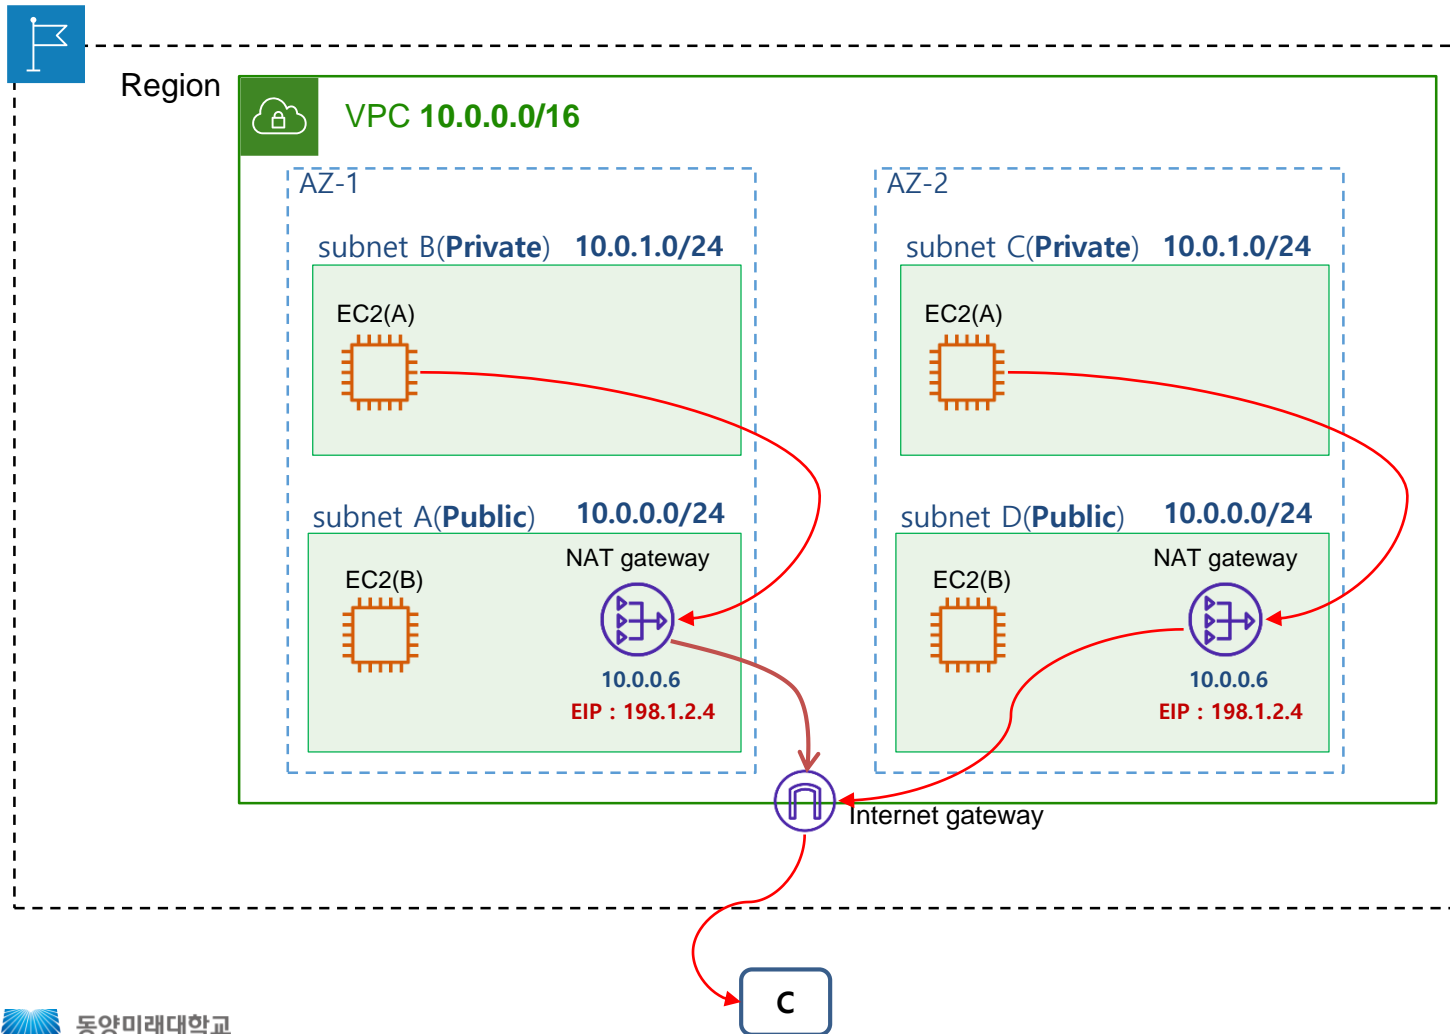 Region
VPC 10.0.0.0/16
AZ-1
subnet B(Private) 10.0.1.0/24
EC2(A)
subnet A(Public) 10.0.0.0/24
NAT gateway
EC2(B)
10.0.0.6
EIP : 198.1.2.4
AZ-2
subnet C(Private) 10.0.1.0/24
EC2(A)
subnet D(Public) 10.0.0.0/24
NAT gateway
EC2(B)
10.0.0.6
EIP : 198.1.2.4
Internet gateway
C
동양미래대학교